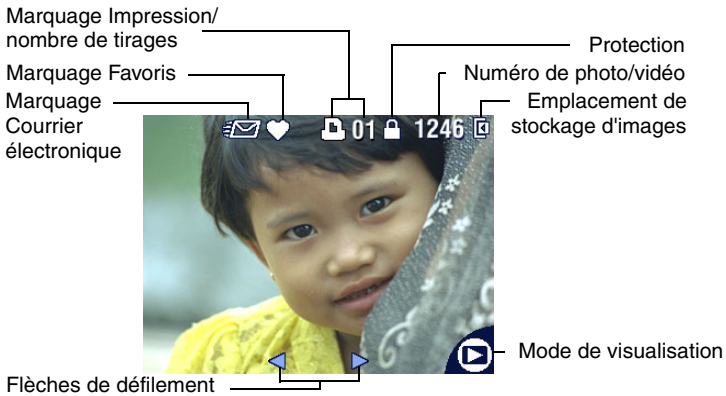 Marquage Impression/
nombre de tirages
Marquage Favoris
Marquage
Courrier
électronique
Protection
Numéro de photo/vidéo
Emplacement de
stockage d'images
01 1246
Mode de visualisation
Flèches de défilement